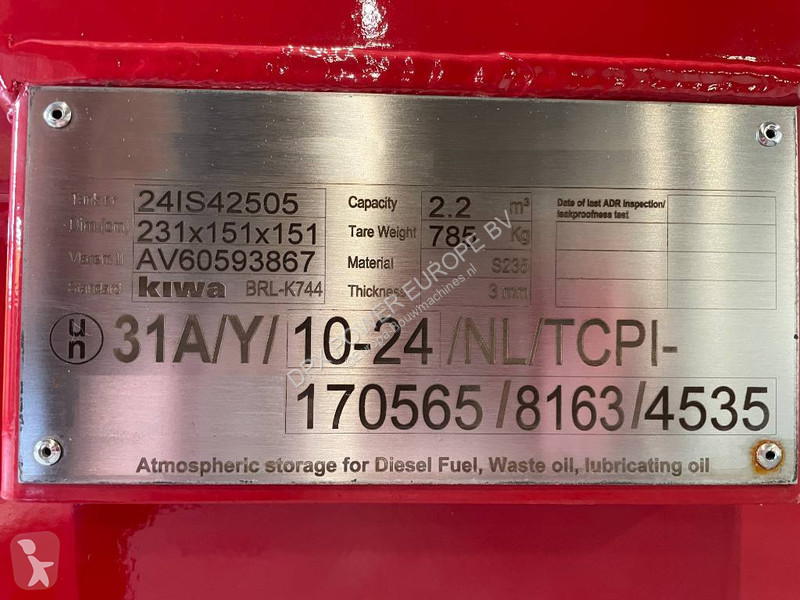 24IS42505 Capacity 2.2 m³ Date of last ADR inspection/
leakproofness test
231x151x151 Tare Weight 785 Kg
AV60593867 Material S235
Standard kiwa BRL-K744 Thickness 3 mm
un 31A/Y/ 10-24 /NL/TCPI-
170565/8163/4535
Atmospheric storage for Diesel Fuel, Waste oil, lubricating oil